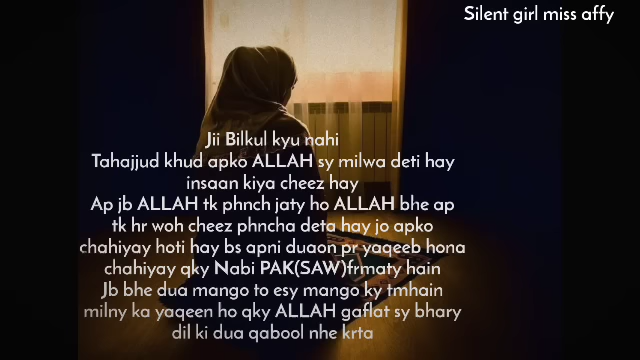 Silent girl miss affy
Jii Bilkul kyu nahi
Tahajjud khud apko ALLAH sy milwa deti hay
insaan kiya cheez hay
Ap jb ALLAH tk phnch jaty ho ALLAH bhe ap
tk hr woh cheez phncha deta hay jo apko
chahiyay hoti hay bs apni duaon pr yaqeeb hona
chahiyay qky Nabi PAK(SAW)frmaty hain
Jb bhe dua mango to esy mango ky tmhain
milny ka yaqeen ho qky ALLAH gaflat sy bhary
dil ki dua qabool nhe krta